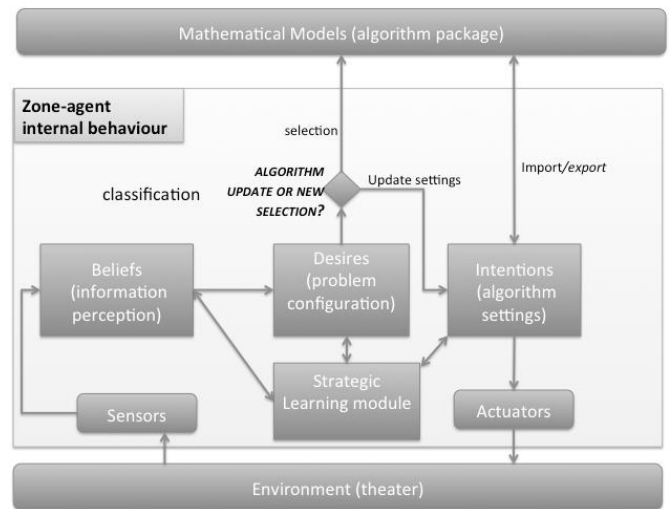 Mathematical Models (algorithm package)
Zone-agent
internal behaviour
selection
Import/export
ALGORITHM
UPDATE OR NEW
SELECTION?
Update settings
classification
Beliefs
(information
perception)
Desires
(problem
configuration)
Intentions
(algorithm
settings)
Strategic
Learning module
Sensors
Actuators
Environment (theater)